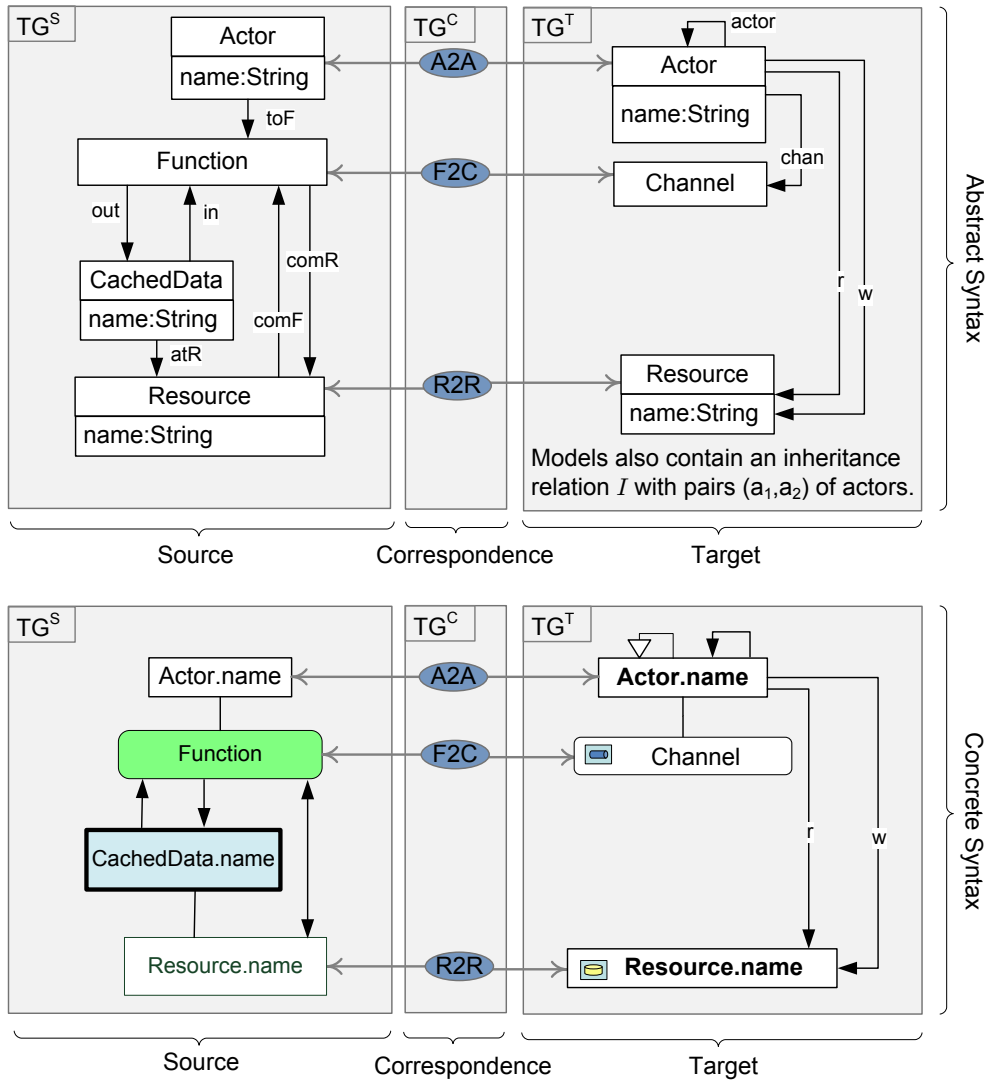 TG^S
Actor
name:String
toF
Function
out
in
CachedData
name:String
comR
comF
atR
Resource
name:String
TG^C
A2A
F2C
R2R
TG^T
actor
Actor
name:String
chan
Channel
r
w
Resource
name:String
Models also contain an inheritance
relation I with pairs (a₁,a₂) of actors.
Abstract Syntax
Source
Correspondence
Target
TG^S
Actor.name
Function
CachedData.name
Resource.name
TG^C
A2A
F2C
R2R
TG^T
Actor.name
Channel
r
w
Resource.name
Concrete Syntax
Source
Correspondence
Target